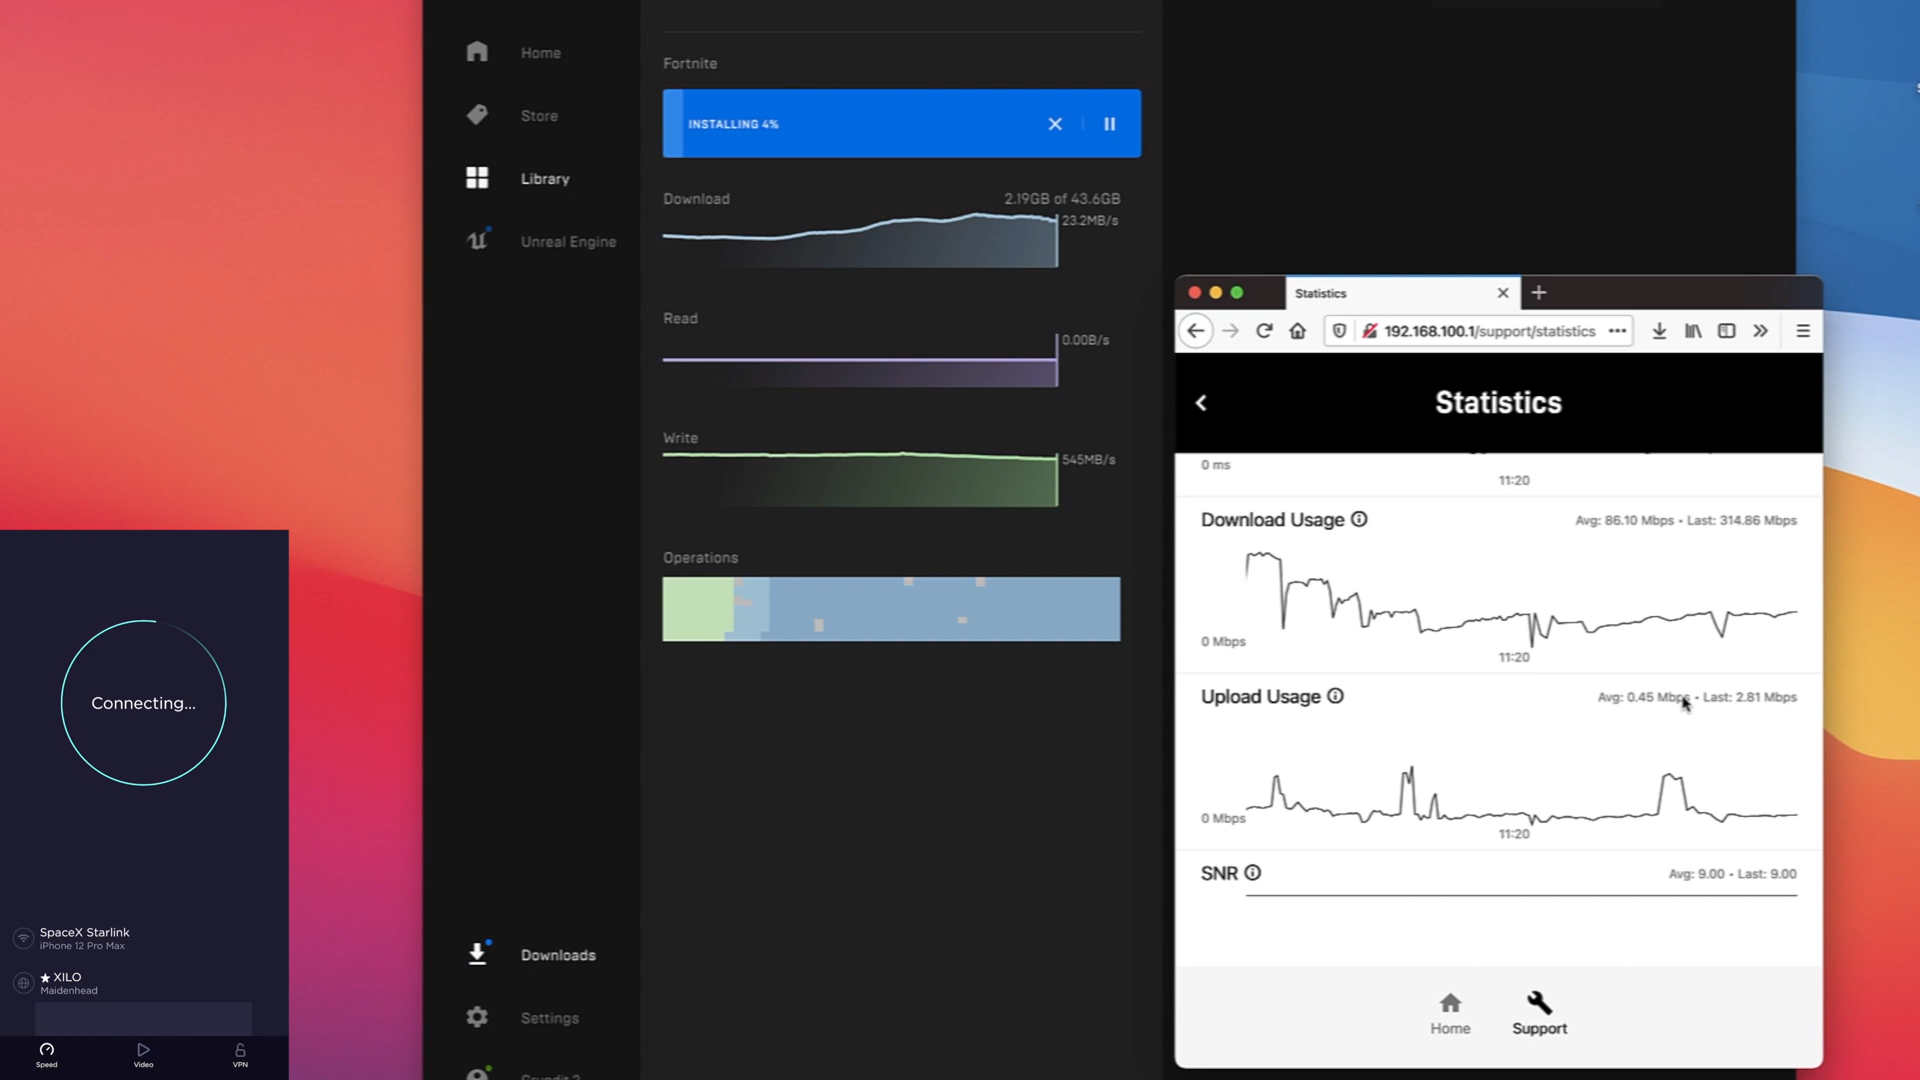 Home
Store
Library
Unreal Engine
Downloads
Settings
Fortnite
INSTALLING 4%
Download
2.19GB of 43.6GB
23.2MB/s
Read
0.00B/s
Write
545MB/s
Operations
Connecting...
SpaceX Starlink
iPhone 12 Pro Max
★ XILO
Maidenhead
Speed
Video
VPN
Statistics
192.168.100.1/support/statistics
Statistics
0 ms
11:20
Download Usage
Avg: 86.10 Mbps • Last: 314.86 Mbps
0 Mbps
11:20
Upload Usage
Avg: 0.45 Mbps • Last: 2.81 Mbps
0 Mbps
11:20
SNR
Avg: 9.00 • Last: 9.00
Home
Support